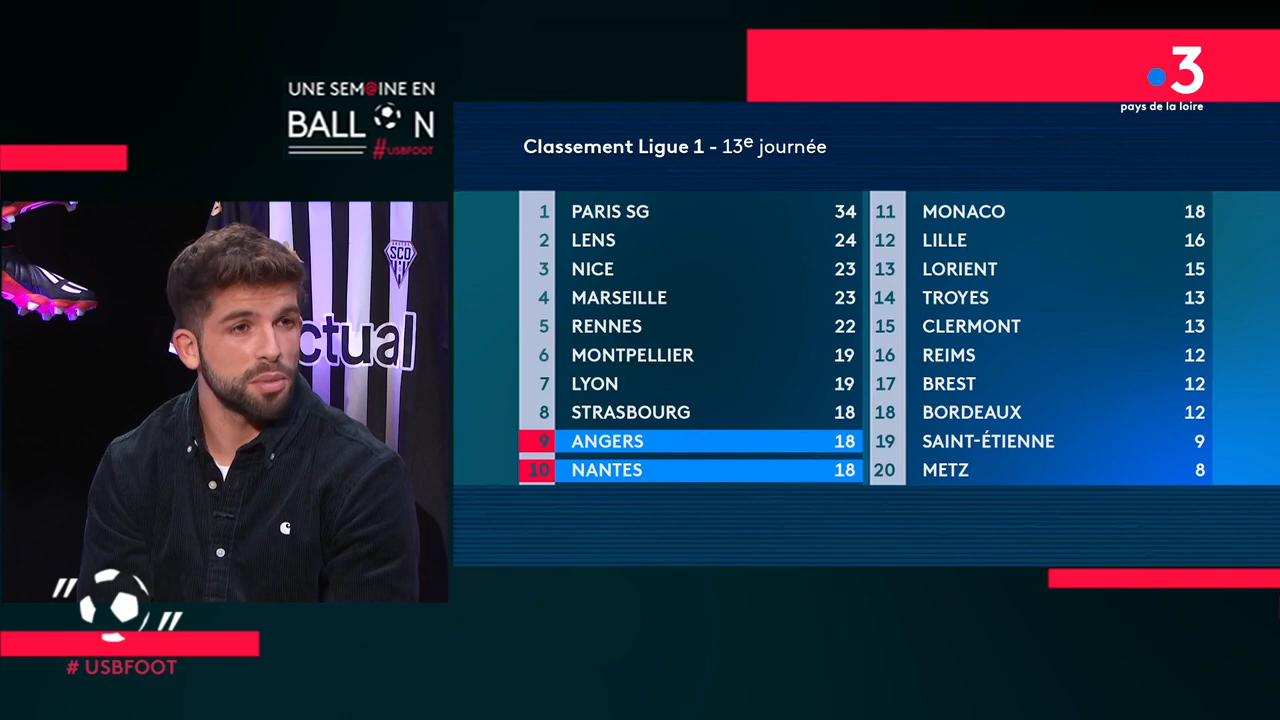 3
pays de la loire
UNE SEM@INE EN
BALL N
#USBFOOT
Classement Ligue 1 - 13e journée
1 PARIS SG 34
2 LENS 24
3 NICE 23
4 MARSEILLE 23
5 RENNES 22
6 MONTPELLIER 19
7 LYON 19
8 STRASBOURG 18
9 ANGERS 18
10 NANTES 18
11 MONACO 18
12 LILLE 16
13 LORIENT 15
14 TROYES 13
15 CLERMONT 13
16 REIMS 12
17 BREST 12
18 BORDEAUX 12
19 SAINT-ÉTIENNE 9
20 METZ 8
SCO
ctual
# USBFOOT